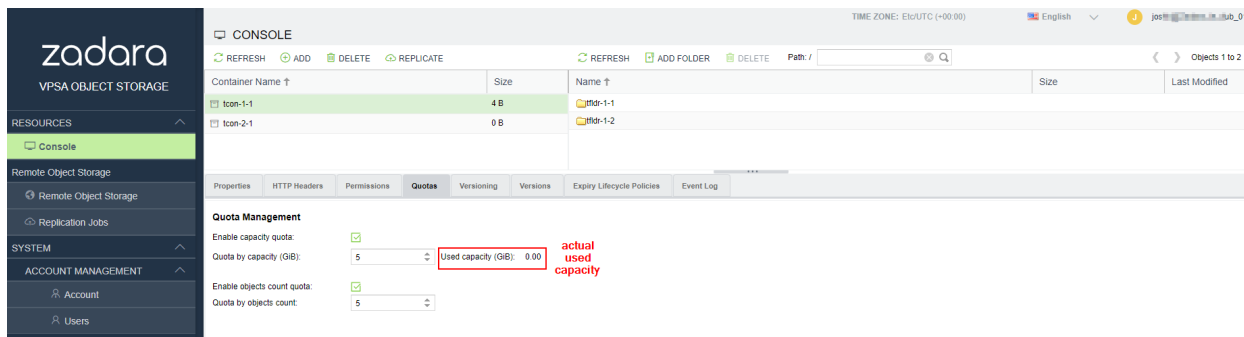 TIME ZONE: Etc/UTC (+00:00) English J
zadara
VPSA OBJECT STORAGE
CONSOLE
REFRESH ADD DELETE REPLICATE
REFRESH ADD FOLDER DELETE Path: / Objects 1 to 2
Container Name Size
tcon-1-1 4 B
tcon-2-1 0 B
Name Size Last Modified
tfldr-1-1
tfldr-1-2
RESOURCES
Console
Remote Object Storage
Remote Object Storage
Replication Jobs
SYSTEM
ACCOUNT MANAGEMENT
Account
Users
Properties HTTP Headers Permissions Quotas Versioning Versions Expiry Lifecycle Policies Event Log
Quota Management
Enable capacity quota:
Quota by capacity (GiB): 5 Used capacity (GiB): 0.00
actual
used
capacity
Enable objects count quota:
Quota by objects count: 5